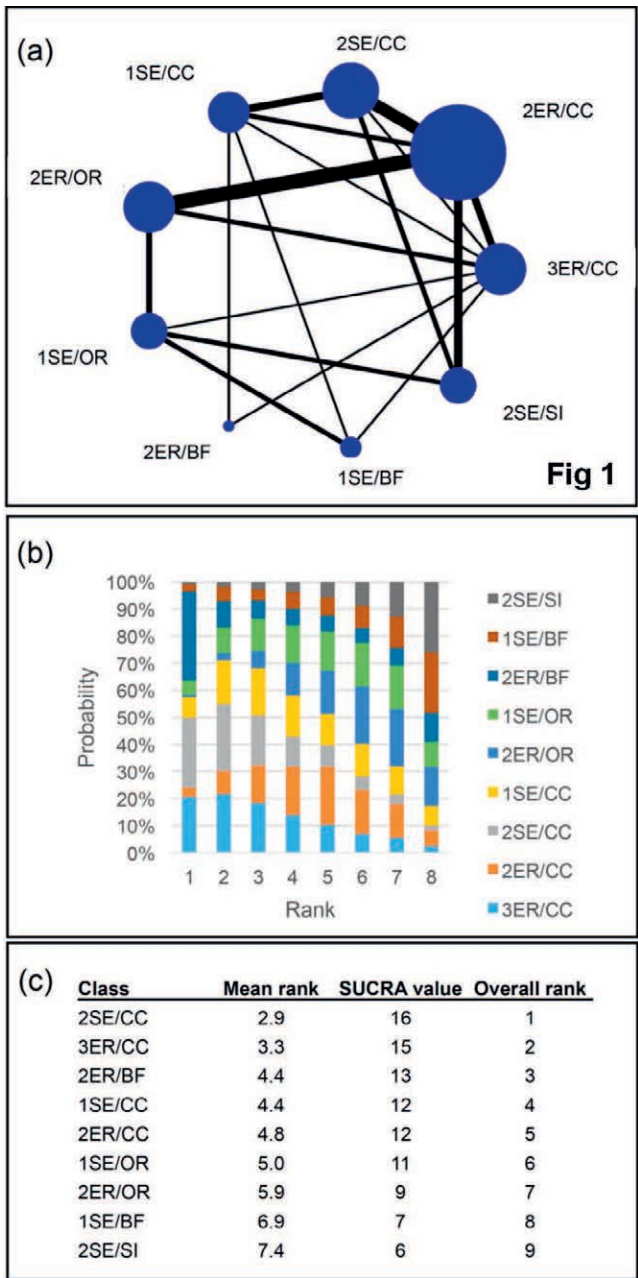 (a)
2SE/CC
1SE/CC
2ER/CC
2ER/OR
3ER/CC
1SE/OR
2SE/SI
2ER/BF
1SE/BF
Fig 1
(b)
100%
90%
80%
70%
60%
50%
40%
30%
20%
10%
0%
Probability
1 2 3 4 5 6 7 8
Rank
2SE/SI
1SE/BF
2ER/BF
1SE/OR
2ER/OR
1SE/CC
2SE/CC
2ER/CC
3ER/CC
(c)
Class Mean rank SUCRA value Overall rank
2SE/CC 2.9 16 1
3ER/CC 3.3 15 2
2ER/BF 4.4 13 3
1SE/CC 4.4 12 4
2ER/CC 4.8 12 5
1SE/OR 5.0 11 6
2ER/OR 5.9 9 7
1SE/BF 6.9 7 8
2SE/SI 7.4 6 9